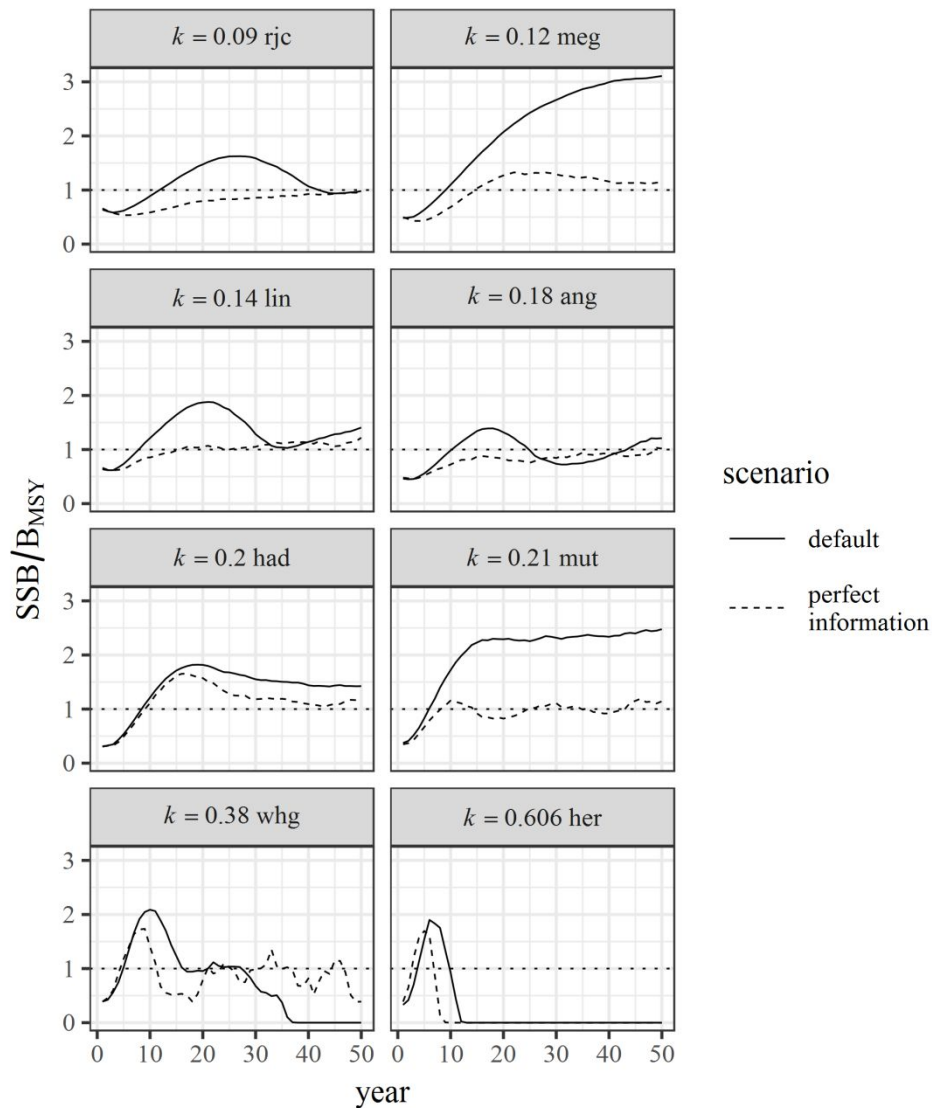 k = 0.09 rjc
k = 0.12 meg
3
2
1
0
k = 0.14 lin
k = 0.18 ang
3
2
1
0
k = 0.2 had
k = 0.21 mut
3
2
1
0
k = 0.38 whg
k = 0.606 her
3
2
1
0
0 10 20 30 40 50
0 10 20 30 40 50
year
SSB/BMSY
scenario
default
perfect
information